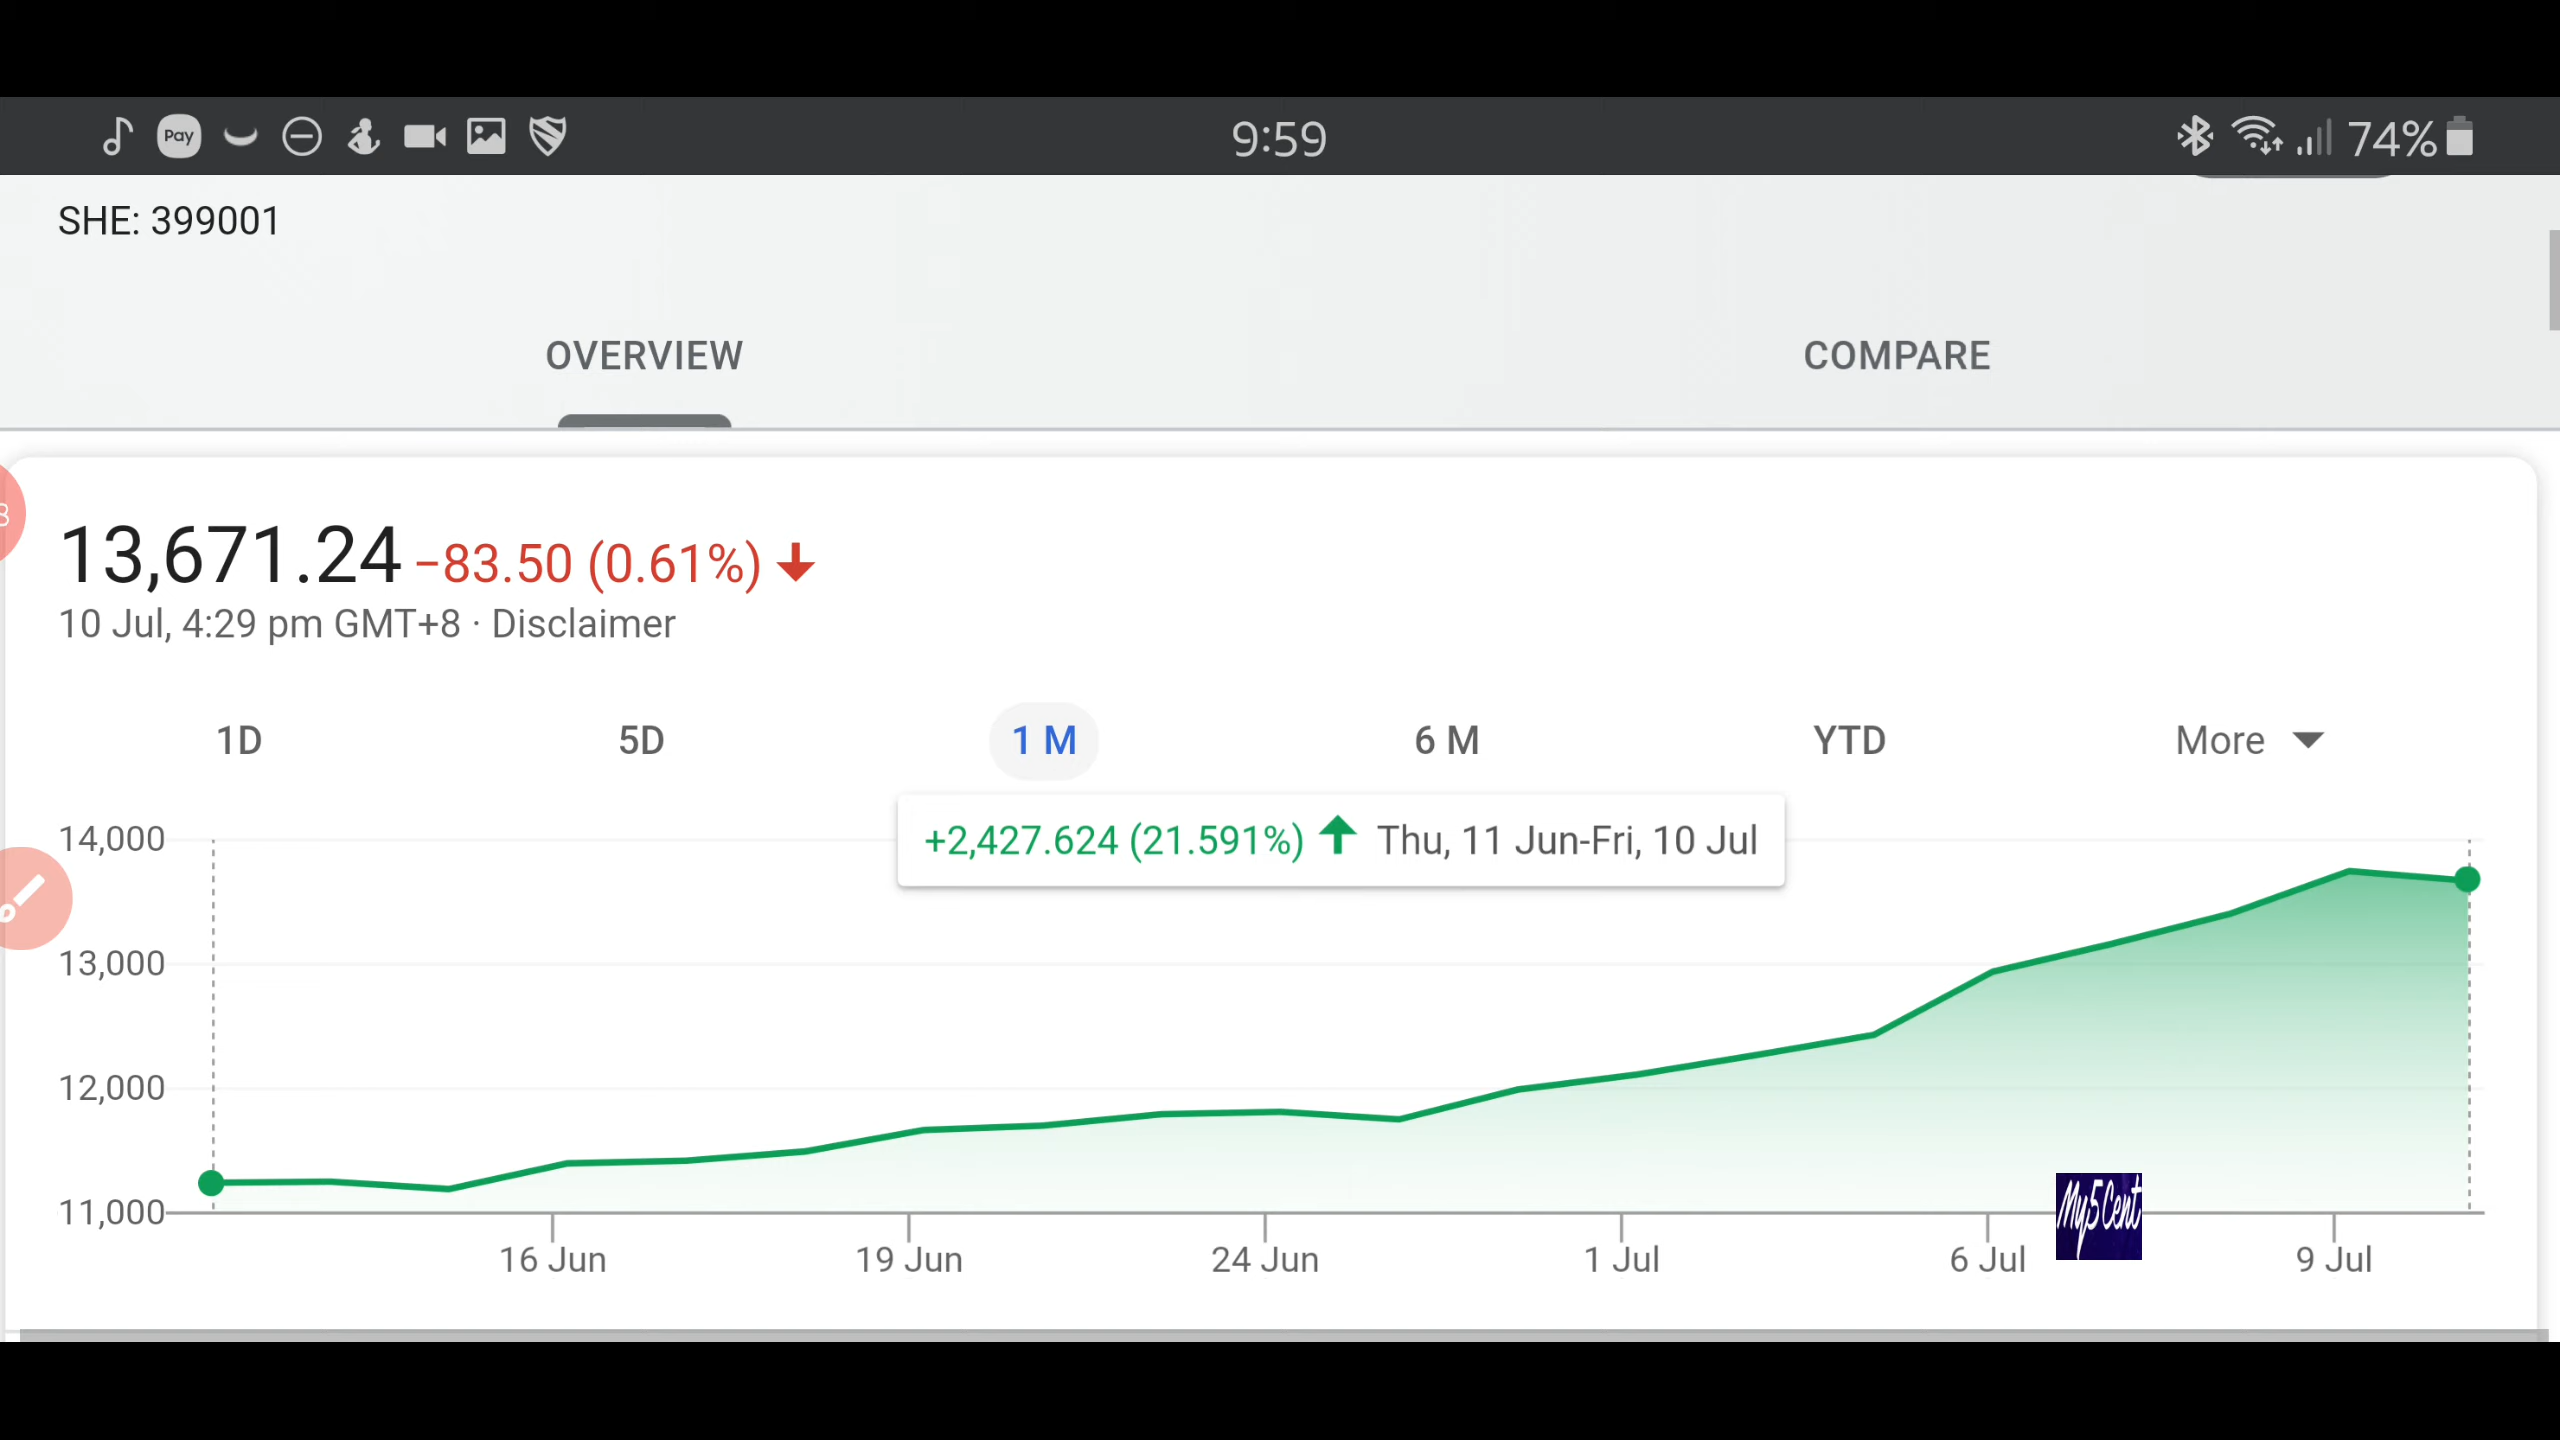 Pay
9:59
74%
SHE: 399001
OVERVIEW
COMPARE
13,671.24 −83.50 (0.61%)
10 Jul, 4:29 pm GMT+8 · Disclaimer
1D
5D
1 M
6 M
YTD
More
+2,427.624 (21.591%) Thu, 11 Jun-Fri, 10 Jul
14,000
13,000
12,000
11,000
16 Jun
19 Jun
24 Jun
1 Jul
6 Jul
9 Jul
My5Cent